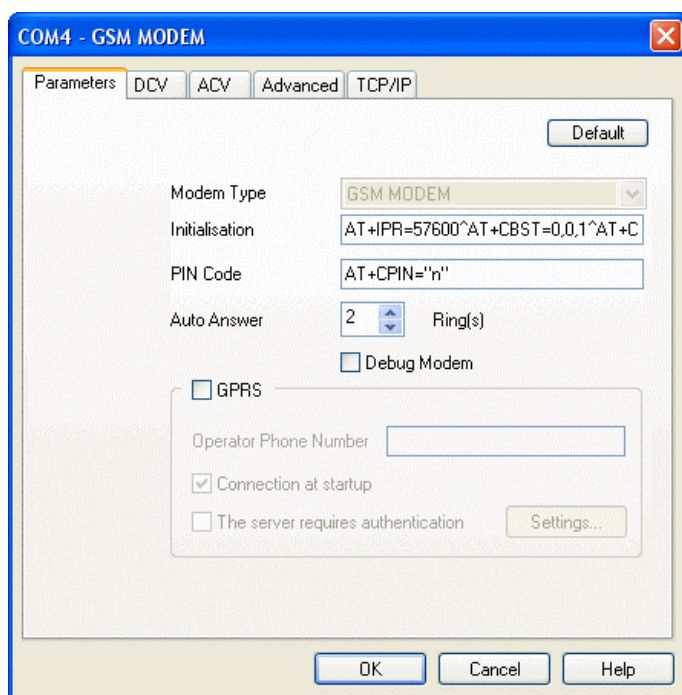 COM4 - GSM MODEM
Parameters DCV ACV Advanced TCP/IP
Default
Modem Type GSM MODEM
Initialisation AT+IPR=57600^AT+CBST=0,0,1^AT+C
PIN Code AT+CPIN="n"
Auto Answer 2 Ring(s)
Debug Modem
GPRS
Operator Phone Number
Connection at startup
The server requires authentication Settings...
OK Cancel Help